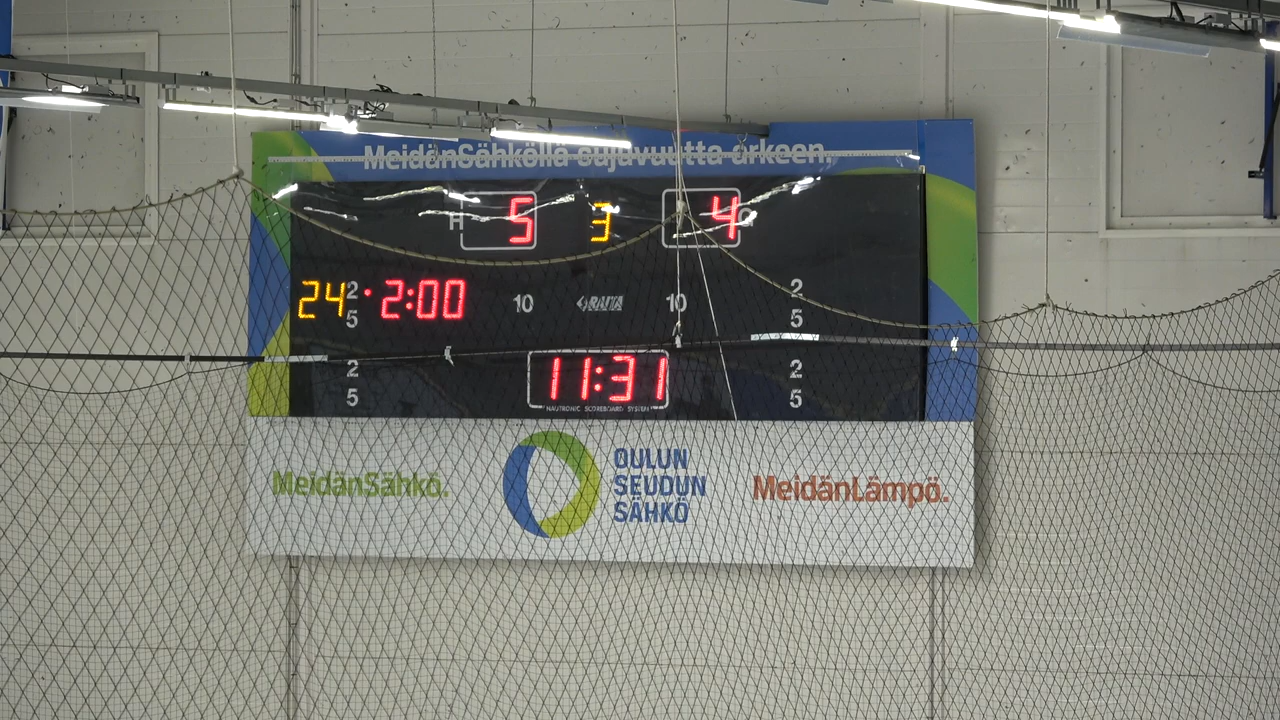 MeidänSähköllä sujuvuutta arkeen.
H 5 3 4
24 2 2:00 10 RAUTA 10 2
5 5
2 11:31 2
5 5
NAUTRONIC SCOREBOARD SYSTEM
MeidänSähkö.
OULUN
SEUDUN
SÄHKÖ
MeidänLämpö.